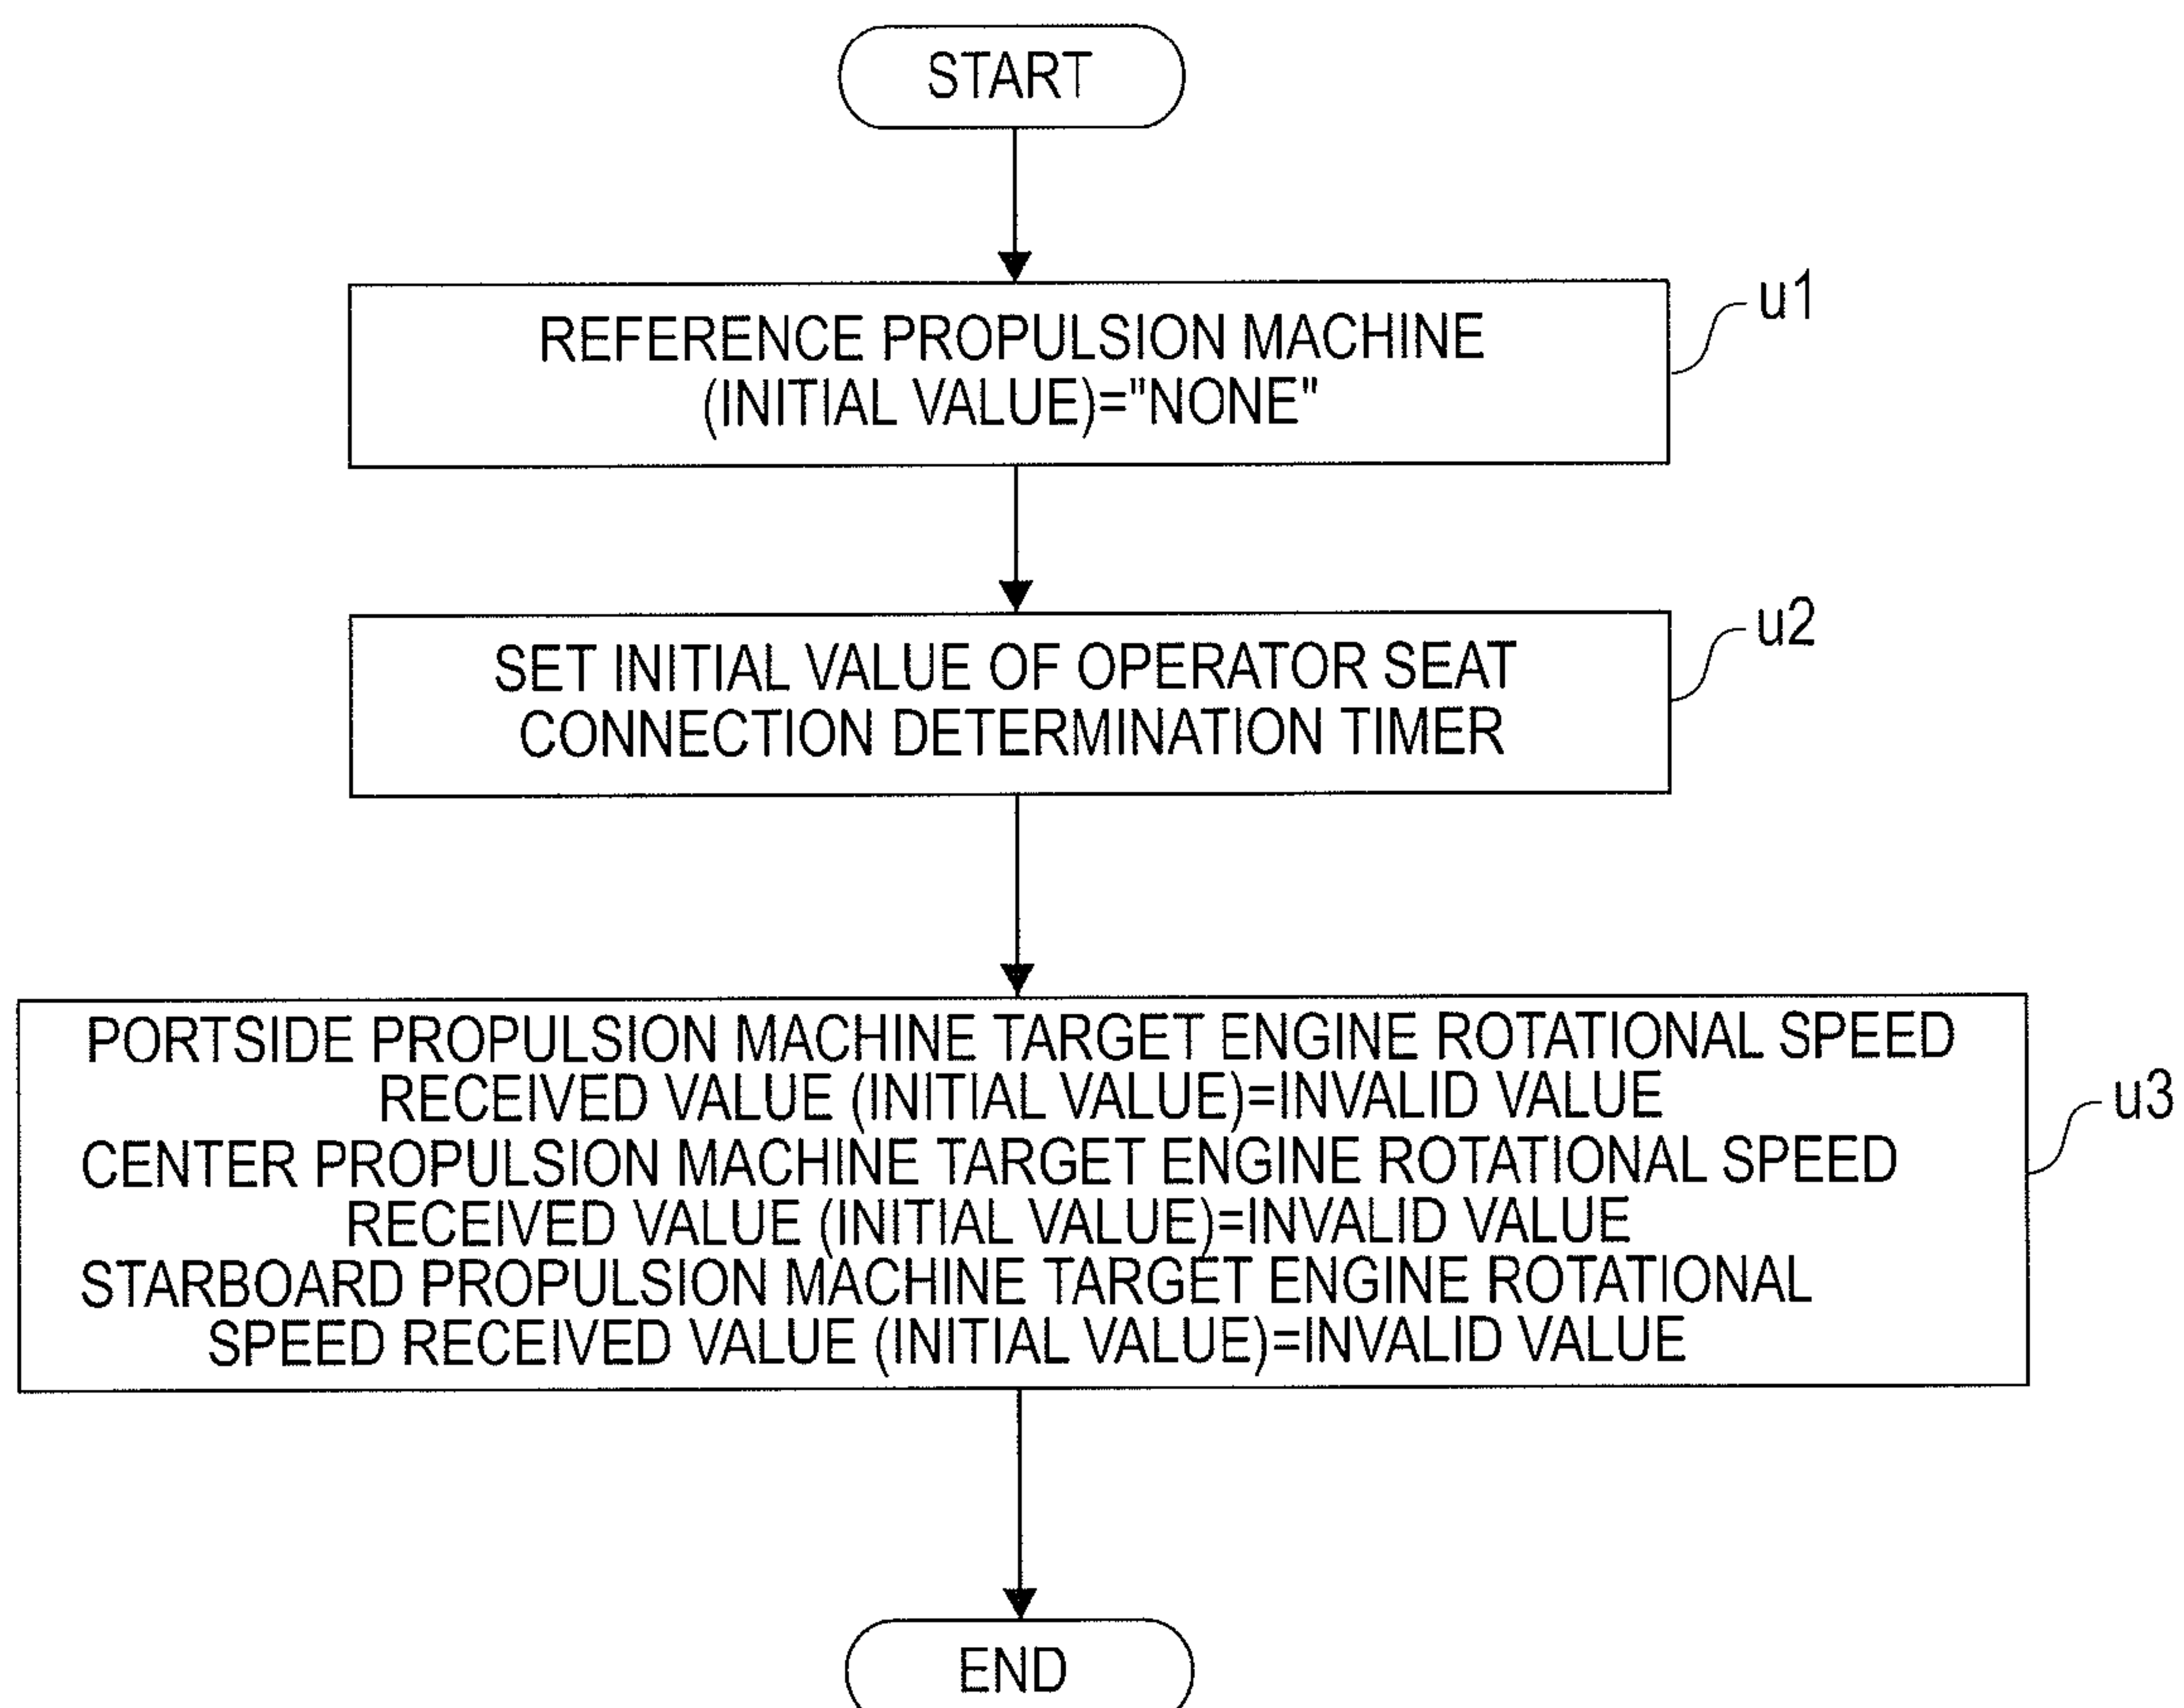 START
REFERENCE PROPULSION MACHINE
(INITIAL VALUE)="NONE"
u1
SET INITIAL VALUE OF OPERATOR SEAT
CONNECTION DETERMINATION TIMER
u2
PORTSIDE PROPULSION MACHINE TARGET ENGINE ROTATIONAL SPEED
RECEIVED VALUE (INITIAL VALUE)=INVALID VALUE
CENTER PROPULSION MACHINE TARGET ENGINE ROTATIONAL SPEED
RECEIVED VALUE (INITIAL VALUE)=INVALID VALUE
STARBOARD PROPULSION MACHINE TARGET ENGINE ROTATIONAL
SPEED RECEIVED VALUE (INITIAL VALUE)=INVALID VALUE
u3
END